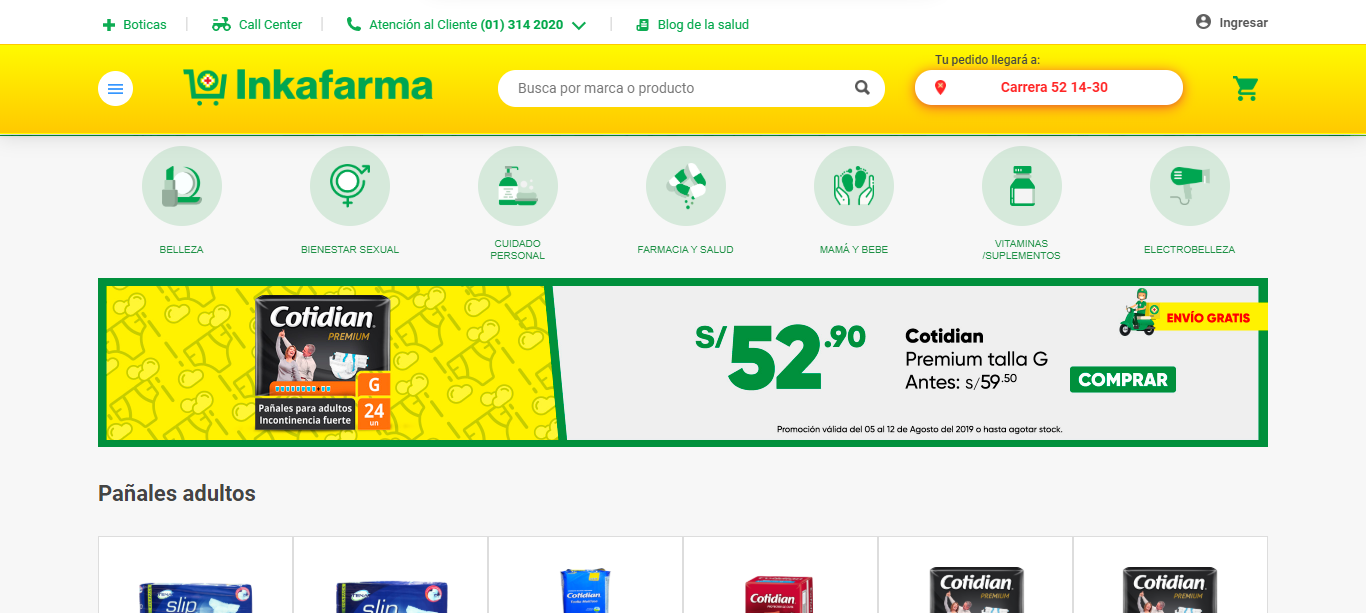 Boticas
Call Center
Atención al Cliente (01) 314 2020
Blog de la salud
Ingresar
Inkafarma
Busca por marca o producto
Tu pedido llegará a:
Carrera 52 14-30
BELLEZA
BIENESTAR SEXUAL
CUIDADO
PERSONAL
FARMACIA Y SALUD
MAMÁ Y BEBE
VITAMINAS
/SUPLEMENTOS
ELECTROBELLEZA
Cotidian
PREMIUM
G
Pañales para adultos
Incontinencia fuerte
24
un
S/52.90
Cotidian
Premium talla G
Antes: s/59.50
ENVÍO GRATIS
COMPRAR
Promoción válida del 05 al 12 de Agosto del 2019 o hasta agotar stock.
Pañales adultos
TENA
slip
TENA
slip
Cotidian
Cotidian
Cotidian
PREMIUM
Cotidian
PREMIUM